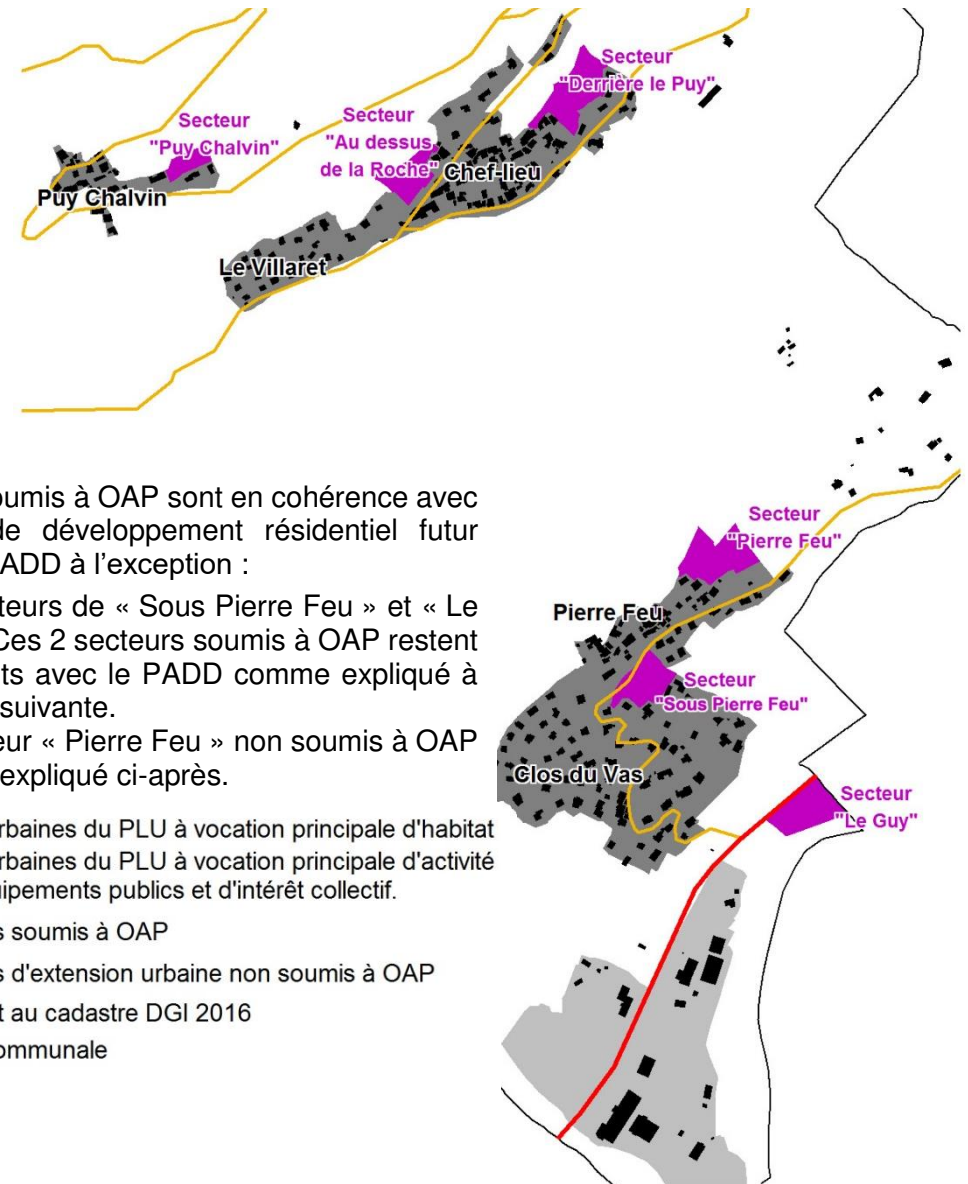 Secteur
"Derrière le Puy"
Secteur
"Puy Chalvin"
Secteur
"Au dessus
de la Roche"
Chef-lieu
Puy Chalvin
Le Villaret
oumis à OAP sont en cohérence avec
de développement résidentiel futur
ADD à l'exception :
teurs de « Sous Pierre Feu » et « Le
Ces 2 secteurs soumis à OAP restent
ts avec le PADD comme expliqué à
suivante.
eur « Pierre Feu » non soumis à OAP
expliqué ci-après.
Secteur
"Pierre Feu"
Pierre Feu
Secteur
"Sous Pierre Feu"
Clos du Vas
Secteur
"Le Guy"
rbaines du PLU à vocation principale d'habitat
rbaines du PLU à vocation principale d'activité
uipements publics et d'intérêt collectif.
s soumis à OAP
s d'extension urbaine non soumis à OAP
t au cadastre DGI 2016
ommunale